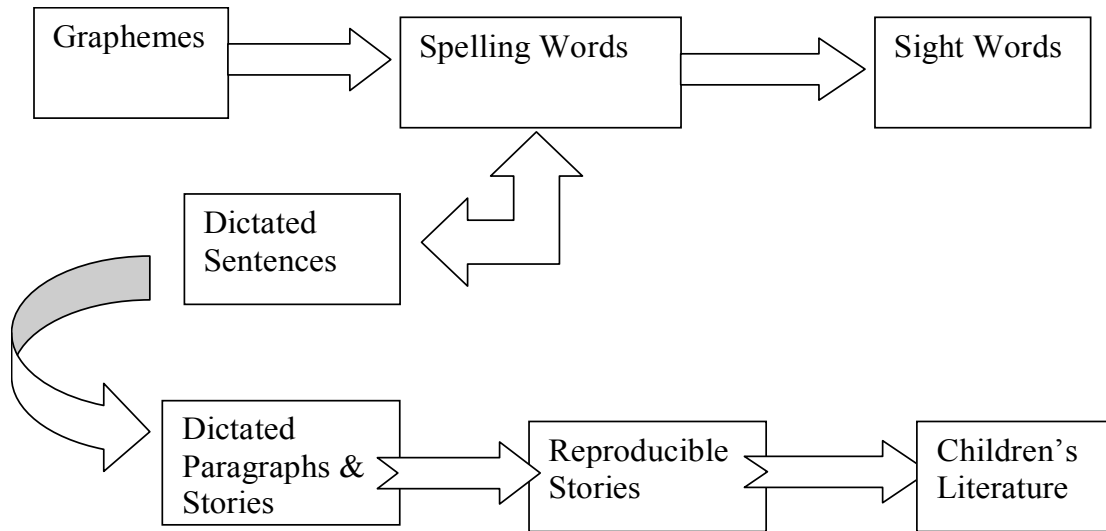 Graphemes
Spelling Words
Sight Words
Dictated
Sentences
Dictated
Paragraphs &
Stories
Reproducible
Stories
Children’s
Literature